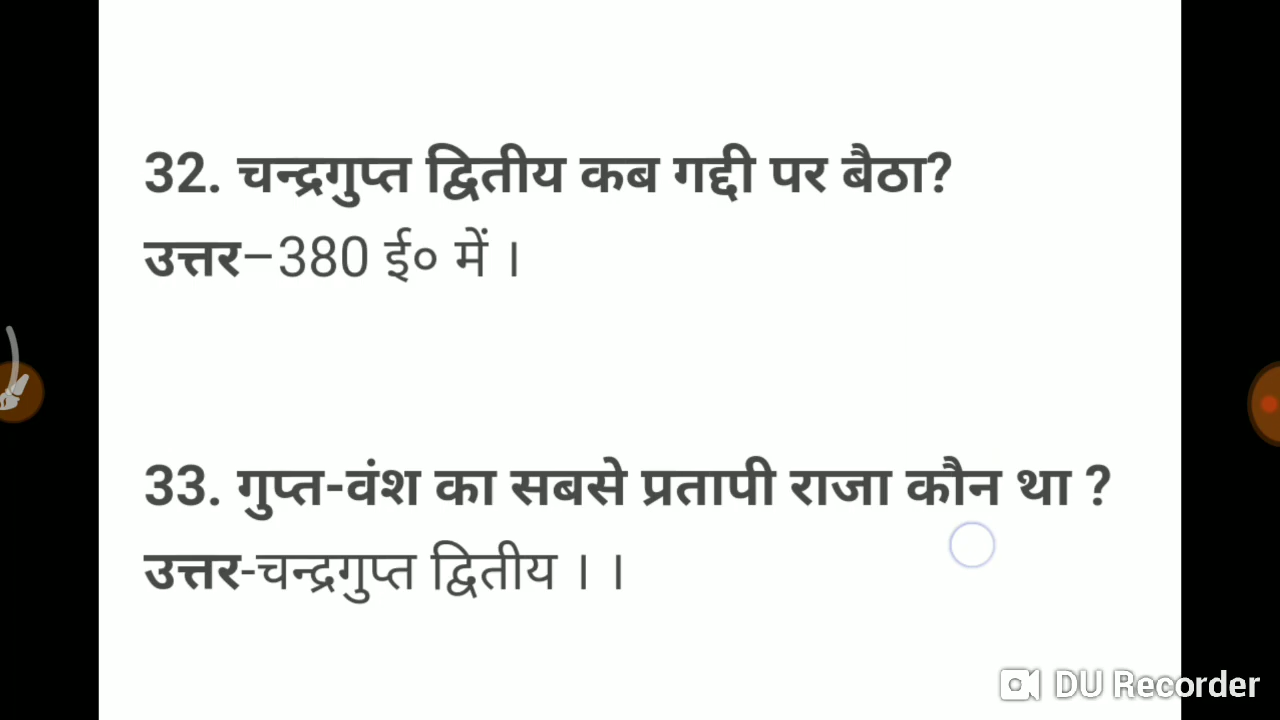 32. चन्द्रगुप्त द्वितीय कब गद्दी पर बैठा?
उत्तर–380 ई० में ।
33. गुप्त-वंश का सबसे प्रतापी राजा कौन था ?
उत्तर-चन्द्रगुप्त द्वितीय । ।
DU Recorder